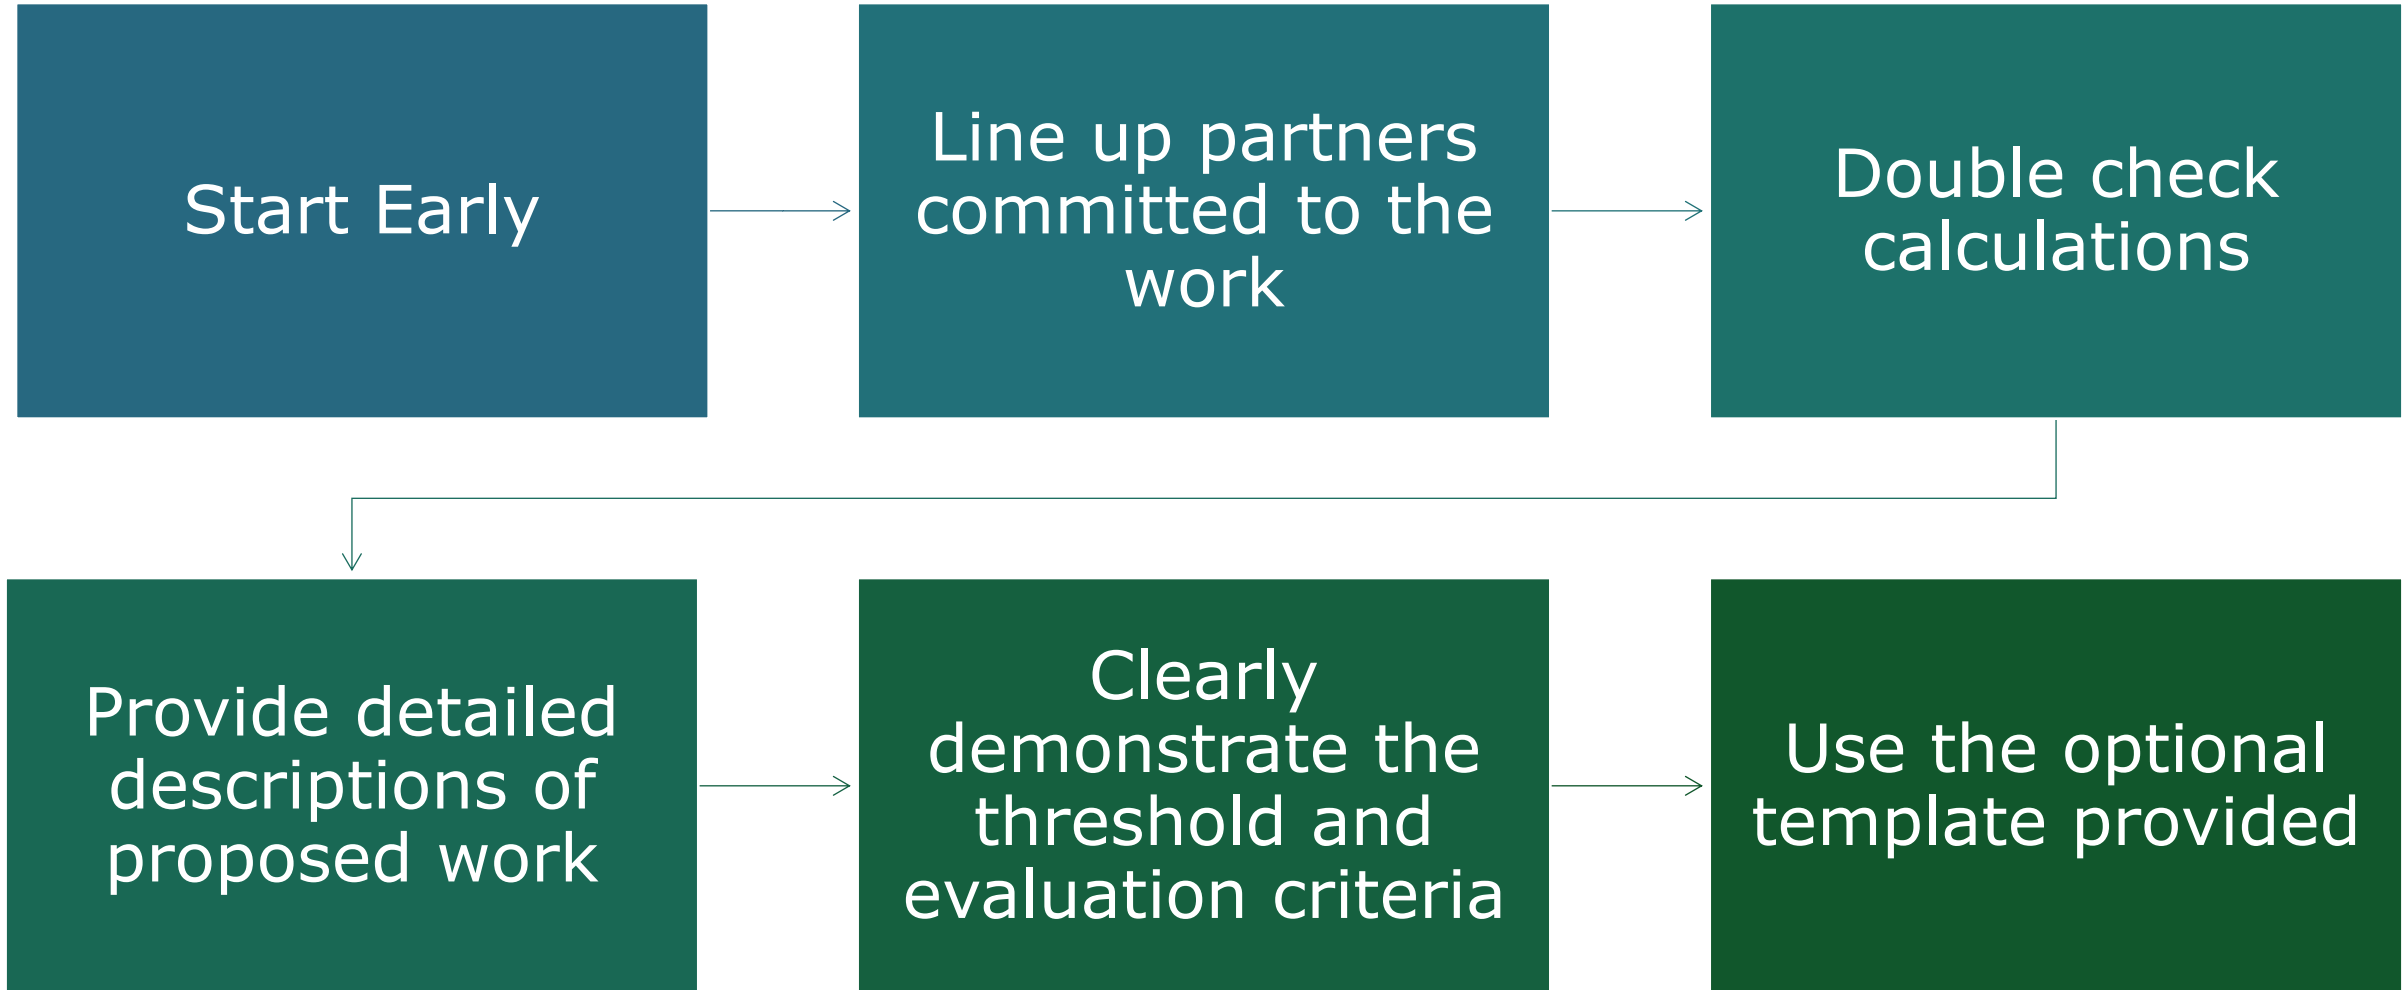 Start Early
Line up partners
committed to the
work
Double check
calculations
Provide detailed
descriptions of
proposed work
Clearly
demonstrate the
threshold and
evaluation criteria
Use the optional
template provided